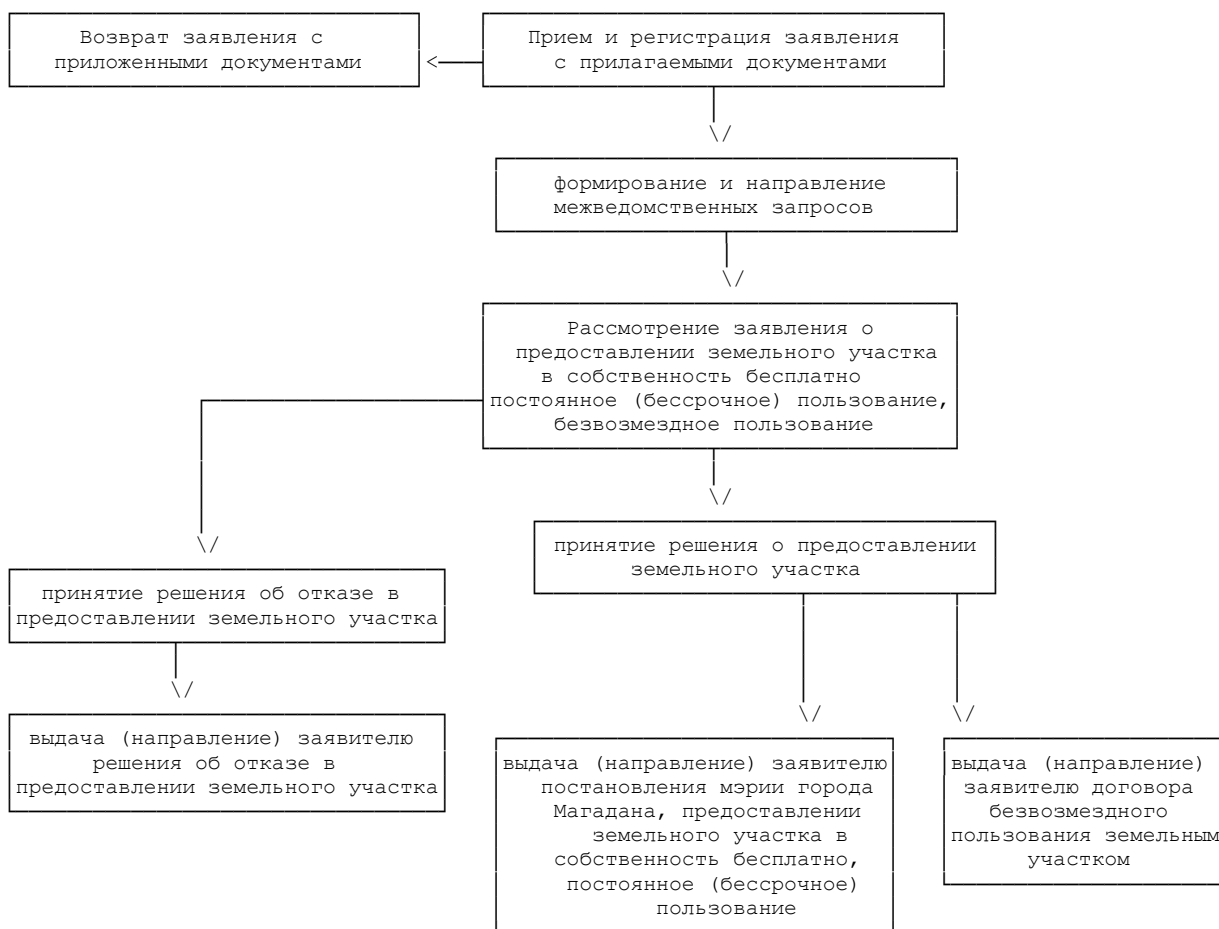 Возврат заявления с
приложенными документами
Прием и регистрация заявления
с прилагаемыми документами
формирование и направление
межведомственных запросов
Рассмотрение заявления о
предоставлении земельного участка
в собственность бесплатно
постоянное (бессрочное) пользование,
безвозмездное пользование
принятие решения о предоставлении
земельного участка
принятие решения об отказе в
предоставлении земельного участка
выдача (направление) заявителю
решения об отказе в
предоставлении земельного участка
выдача (направление) заявителю
постановления мэрии города
Магадана, предоставлении
земельного участка в
собственность бесплатно,
постоянное (бессрочное)
пользование
выдача (направление)
заявителю договора
безвозмездного
пользования земельным
участком